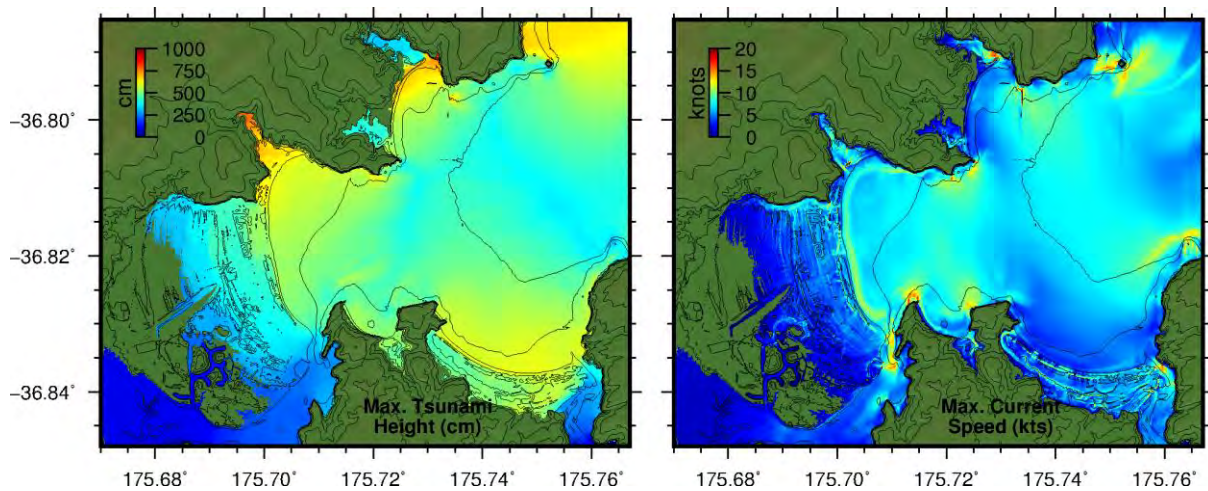 1000
750
500
250
0
cm
−36.80°
−36.82°
−36.84°
Max. Tsunami
Height (cm)
175.68° 175.70° 175.72° 175.74° 175.76°
20
15
10
5
0
knots
Max. Current
Speed (kts)
175.68° 175.70° 175.72° 175.74° 175.76°